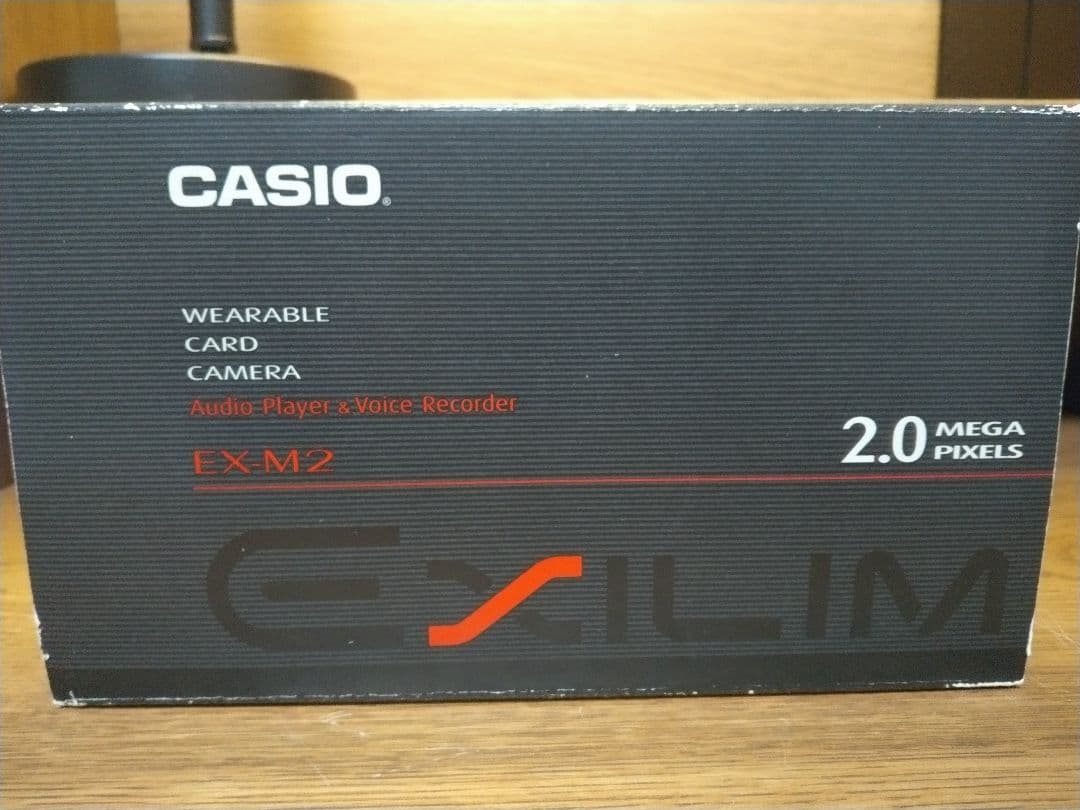 CASIO®
WEARABLE
CARD
CAMERA
Audio Player & Voice Recorder
EX-M2
2.0 MEGA
PIXELS
EXILIM